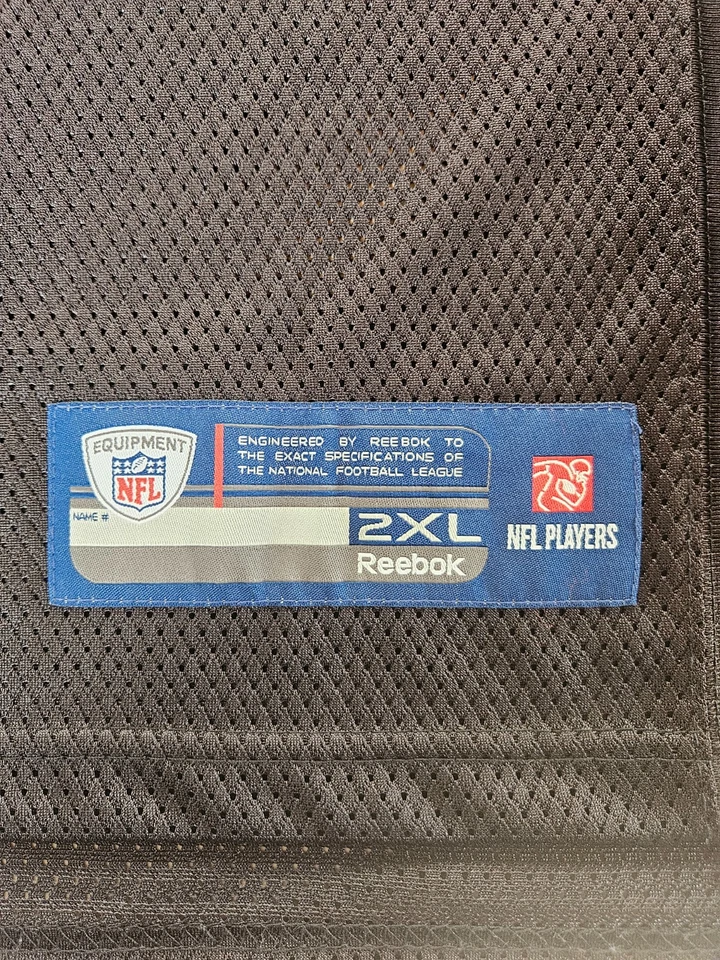 EQUIPMENT
NFL
ENGINEERED BY REEBOK TO
THE EXACT SPECIFICATIONS OF
THE NATIONAL FOOTBALL LEAGUE
NAME #
2XL
Reebok
NFL PLAYERS